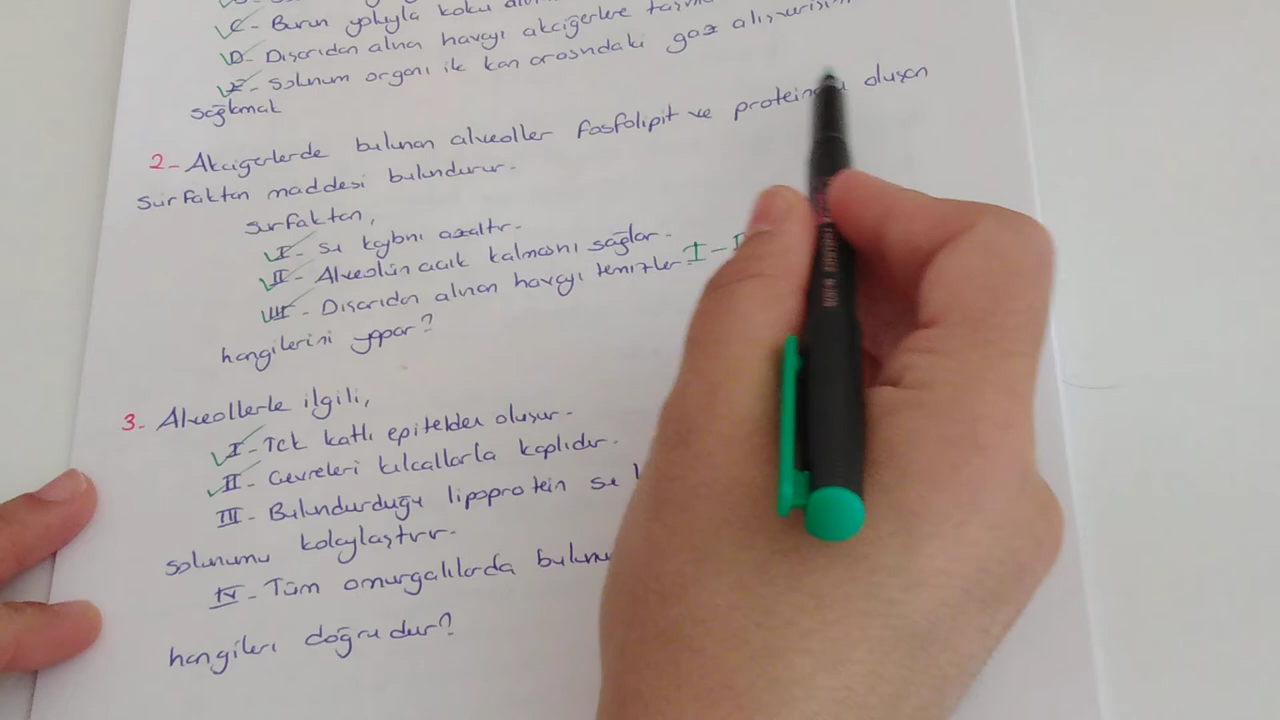 C- Burun yoluyla koku
D- Dışarıdan alınan havayı akciğerlere
E- Solunum organı ile kan arasındaki gaz alışverişini
sağlamak
2- Akciğerlerde bulunan alveoller fosfolipit ve proteinden oluşan
surfaktan maddesi bulundurur.
surfaktan,
I- Su kaybını azaltır.
II- Alveolün açık kalmasını sağlar.
III- Dışarıdan alınan havayı temizler I-
hangilerini yapar?
3- Alveollerle ilgili,
I- Tek katlı epitelden oluşur.
II- Çevreleri kılcallarla kaplıdır.
III- Bulundurduğu lipoprotein
solunumu kolaylaştırır.
IV- Tüm omurgalılarda
hangileri doğrudur?